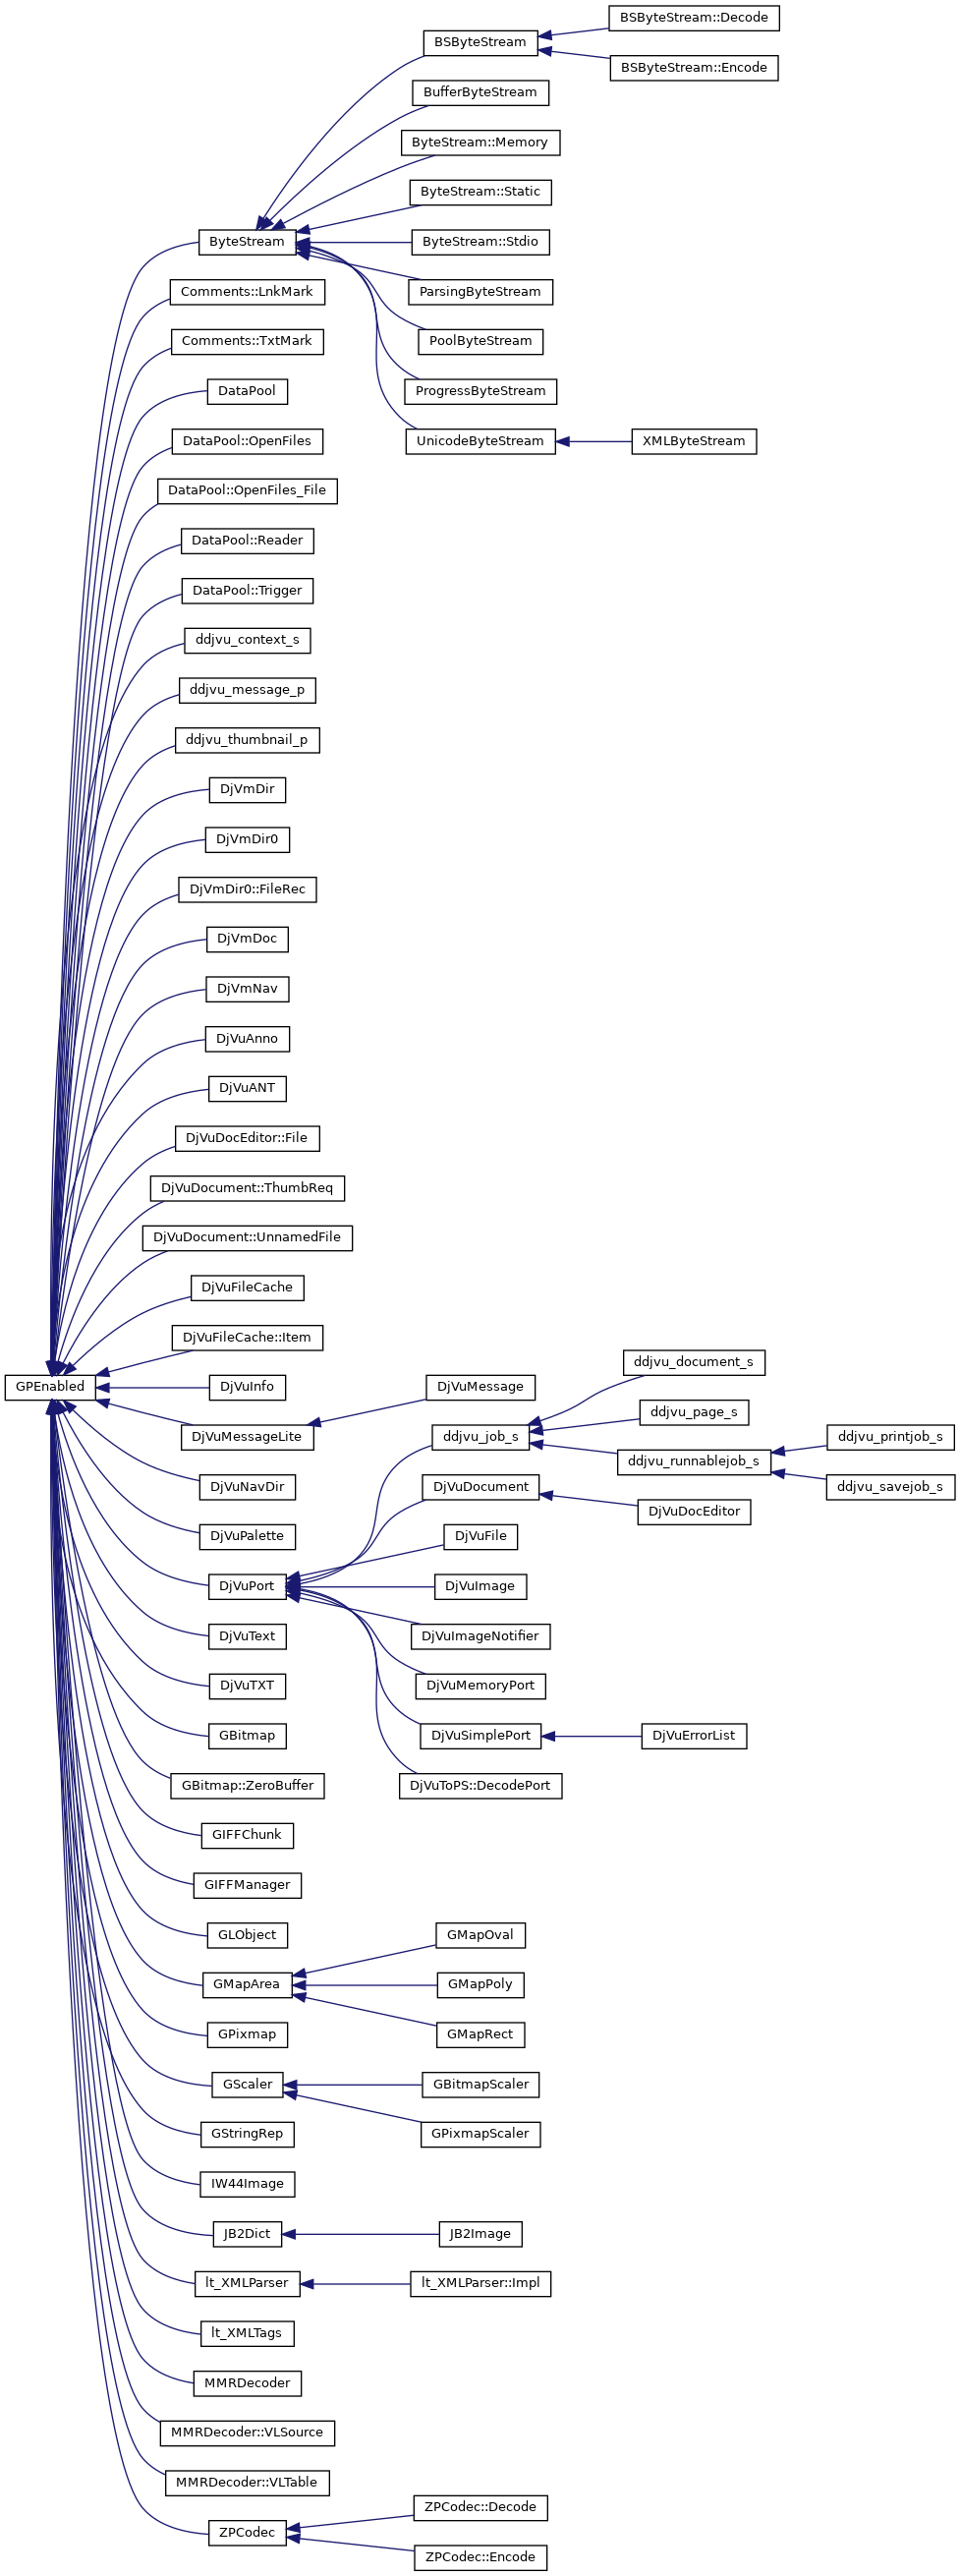 BSByteStream::Decode
BSByteStream
BSByteStream::Encode
BufferByteStream
ByteStream::Memory
ByteStream::Static
ByteStream
ByteStream::Stdio
Comments::LnkMark
ParsingByteStream
Comments::TxtMark
PoolByteStream
DataPool
ProgressByteStream
DataPool::OpenFiles
UnicodeByteStream
XMLByteStream
DataPool::OpenFiles_File
DataPool::Reader
DataPool::Trigger
ddjvu_context_s
ddjvu_message_p
ddjvu_thumbnail_p
DjVmDir
DjVmDir0
DjVmDir0::FileRec
DjVmDoc
DjVmNav
DjVuAnno
DjVuANT
DjVuDocEditor::File
DjVuDocument::ThumbReq
DjVuDocument::UnnamedFile
DjVuFileCache
DjVuFileCache::Item
ddjvu_document_s
GPEnabled
DjVuInfo
DjVuMessage
ddjvu_page_s
DjVuMessageLite
ddjvu_job_s
ddjvu_printjob_s
ddjvu_runnablejob_s
DjVuNavDir
DjVuDocument
ddjvu_savejob_s
DjVuDocEditor
DjVuPalette
DjVuFile
DjVuPort
DjVuImage
DjVuText
DjVuImageNotifier
DjVuTXT
DjVuMemoryPort
GBitmap
DjVuSimplePort
DjVuErrorList
GBitmap::ZeroBuffer
DjVuToPS::DecodePort
GIFFChunk
GIFFManager
GLObject
GMapOval
GMapArea
GMapPoly
GPixmap
GMapRect
GScaler
GBitmapScaler
GStringRep
GPixmapScaler
IW44Image
JB2Dict
JB2Image
lt_XMLParser
lt_XMLParser::Impl
lt_XMLTags
MMRDecoder
MMRDecoder::VLSource
MMRDecoder::VLTable
ZPCodec::Decode
ZPCodec
ZPCodec::Encode